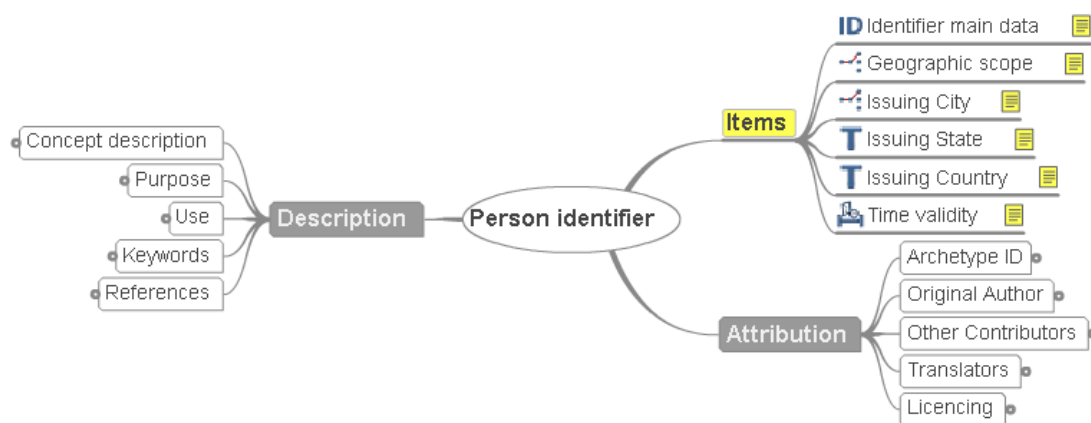 Person identifier
Description
Concept description
Purpose
Use
Keywords
References
Items
ID Identifier main data
Geographic scope
Issuing City
T Issuing State
T Issuing Country
Time validity
Attribution
Archetype ID
Original Author
Other Contributors
Translators
Licencing